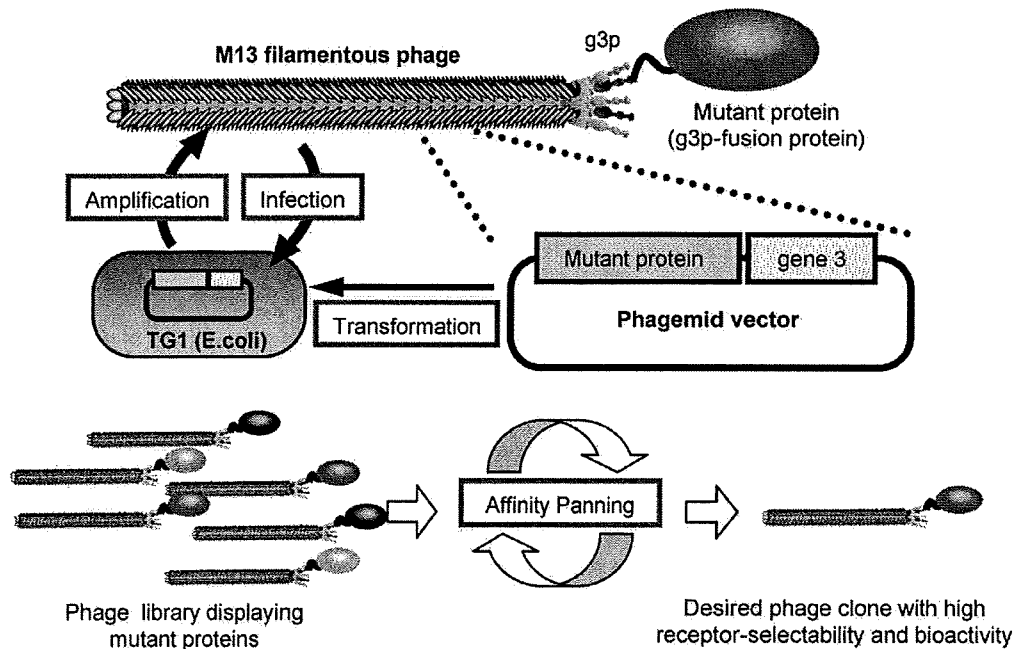 M13 filamentous phage
g3p
Mutant protein
(g3p-fusion protein)
Amplification
Infection
Mutant protein
gene 3
Transformation
Phagemid vector
TG1 (E.coli)
Affinity Panning
Phage library displaying
mutant proteins
Desired phage clone with high
receptor-selectability and bioactivity